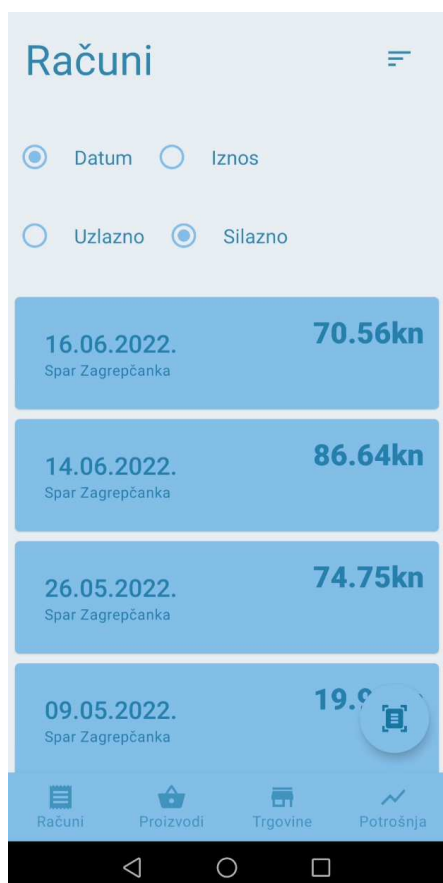 Računi
Datum Iznos
Uzlazno Silazno
16.06.2022. 70.56kn
Spar Zagrepčanka
14.06.2022. 86.64kn
Spar Zagrepčanka
26.05.2022. 74.75kn
Spar Zagrepčanka
09.05.2022.
Spar Zagrepčanka
Računi Proizvodi Trgovine Potrošnja